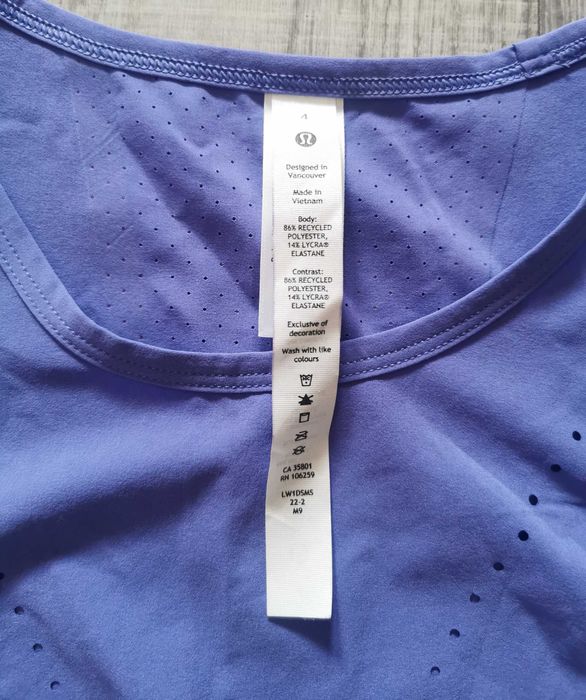 4
Designed in
Vancouver
Made in
Vietnam
Body:
86% RECYCLED
POLYESTER,
14% LYCRA®
ELASTANE
Contrast:
86% RECYCLED
POLYESTER,
14% LYCRA®
ELASTANE
Exclusive of
decoration
Wash with like
colours
CA 35801
RN 106259
LW1DSMS
22-2
M9